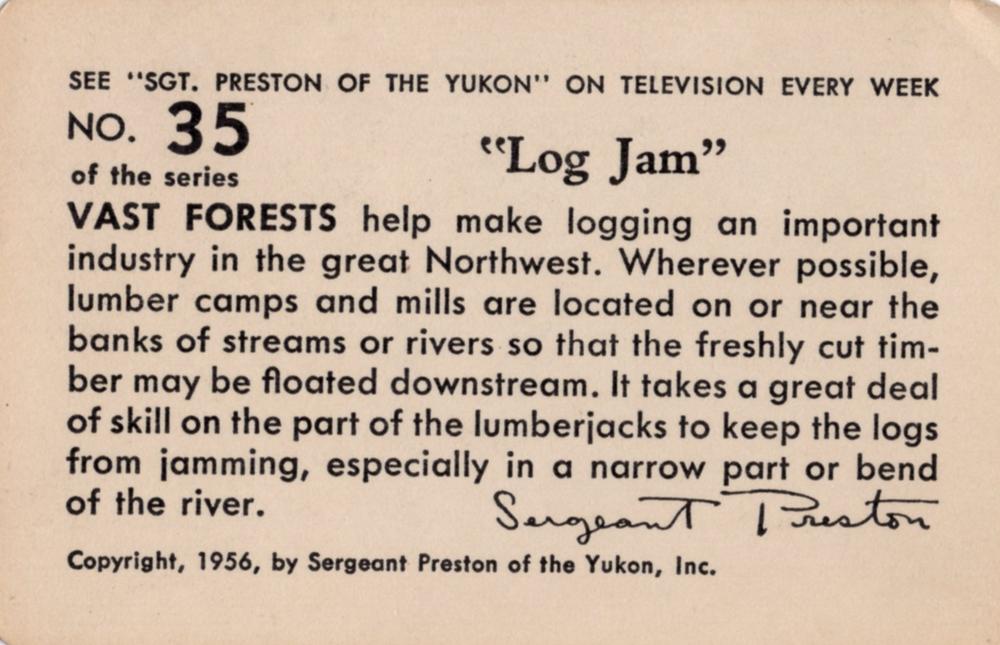 SEE "SGT. PRESTON OF THE YUKON" ON TELEVISION EVERY WEEK
NO. 35
of the series
"Log Jam"
VAST FORESTS help make logging an important
industry in the great Northwest. Wherever possible,
lumber camps and mills are located on or near the
banks of streams or rivers so that the freshly cut tim-
ber may be floated downstream. It takes a great deal
of skill on the part of the lumberjacks to keep the logs
from jamming, especially in a narrow part or bend
of the river.
Sergeant Preston
Copyright, 1956, by Sergeant Preston of the Yukon, Inc.